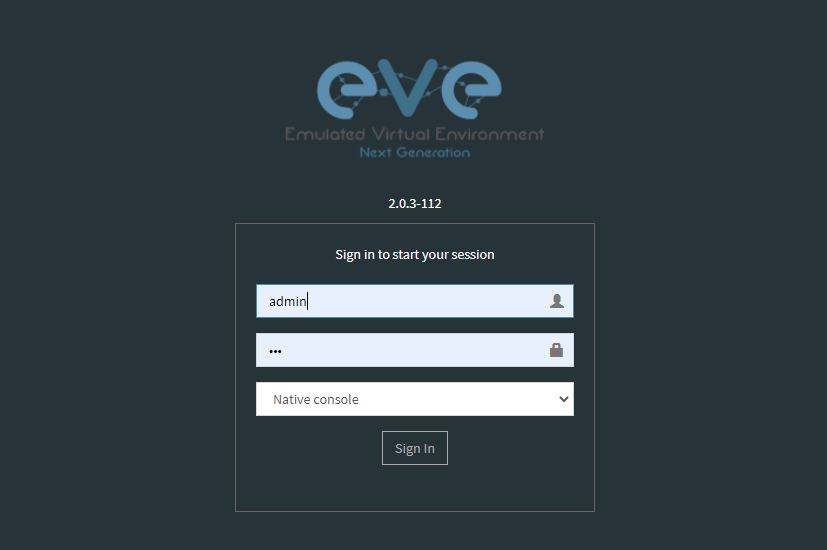 eve
Emulated Virtual Environment
Next Generation
2.0.3-112
Sign in to start your session
admin
•••
Native console
Sign In